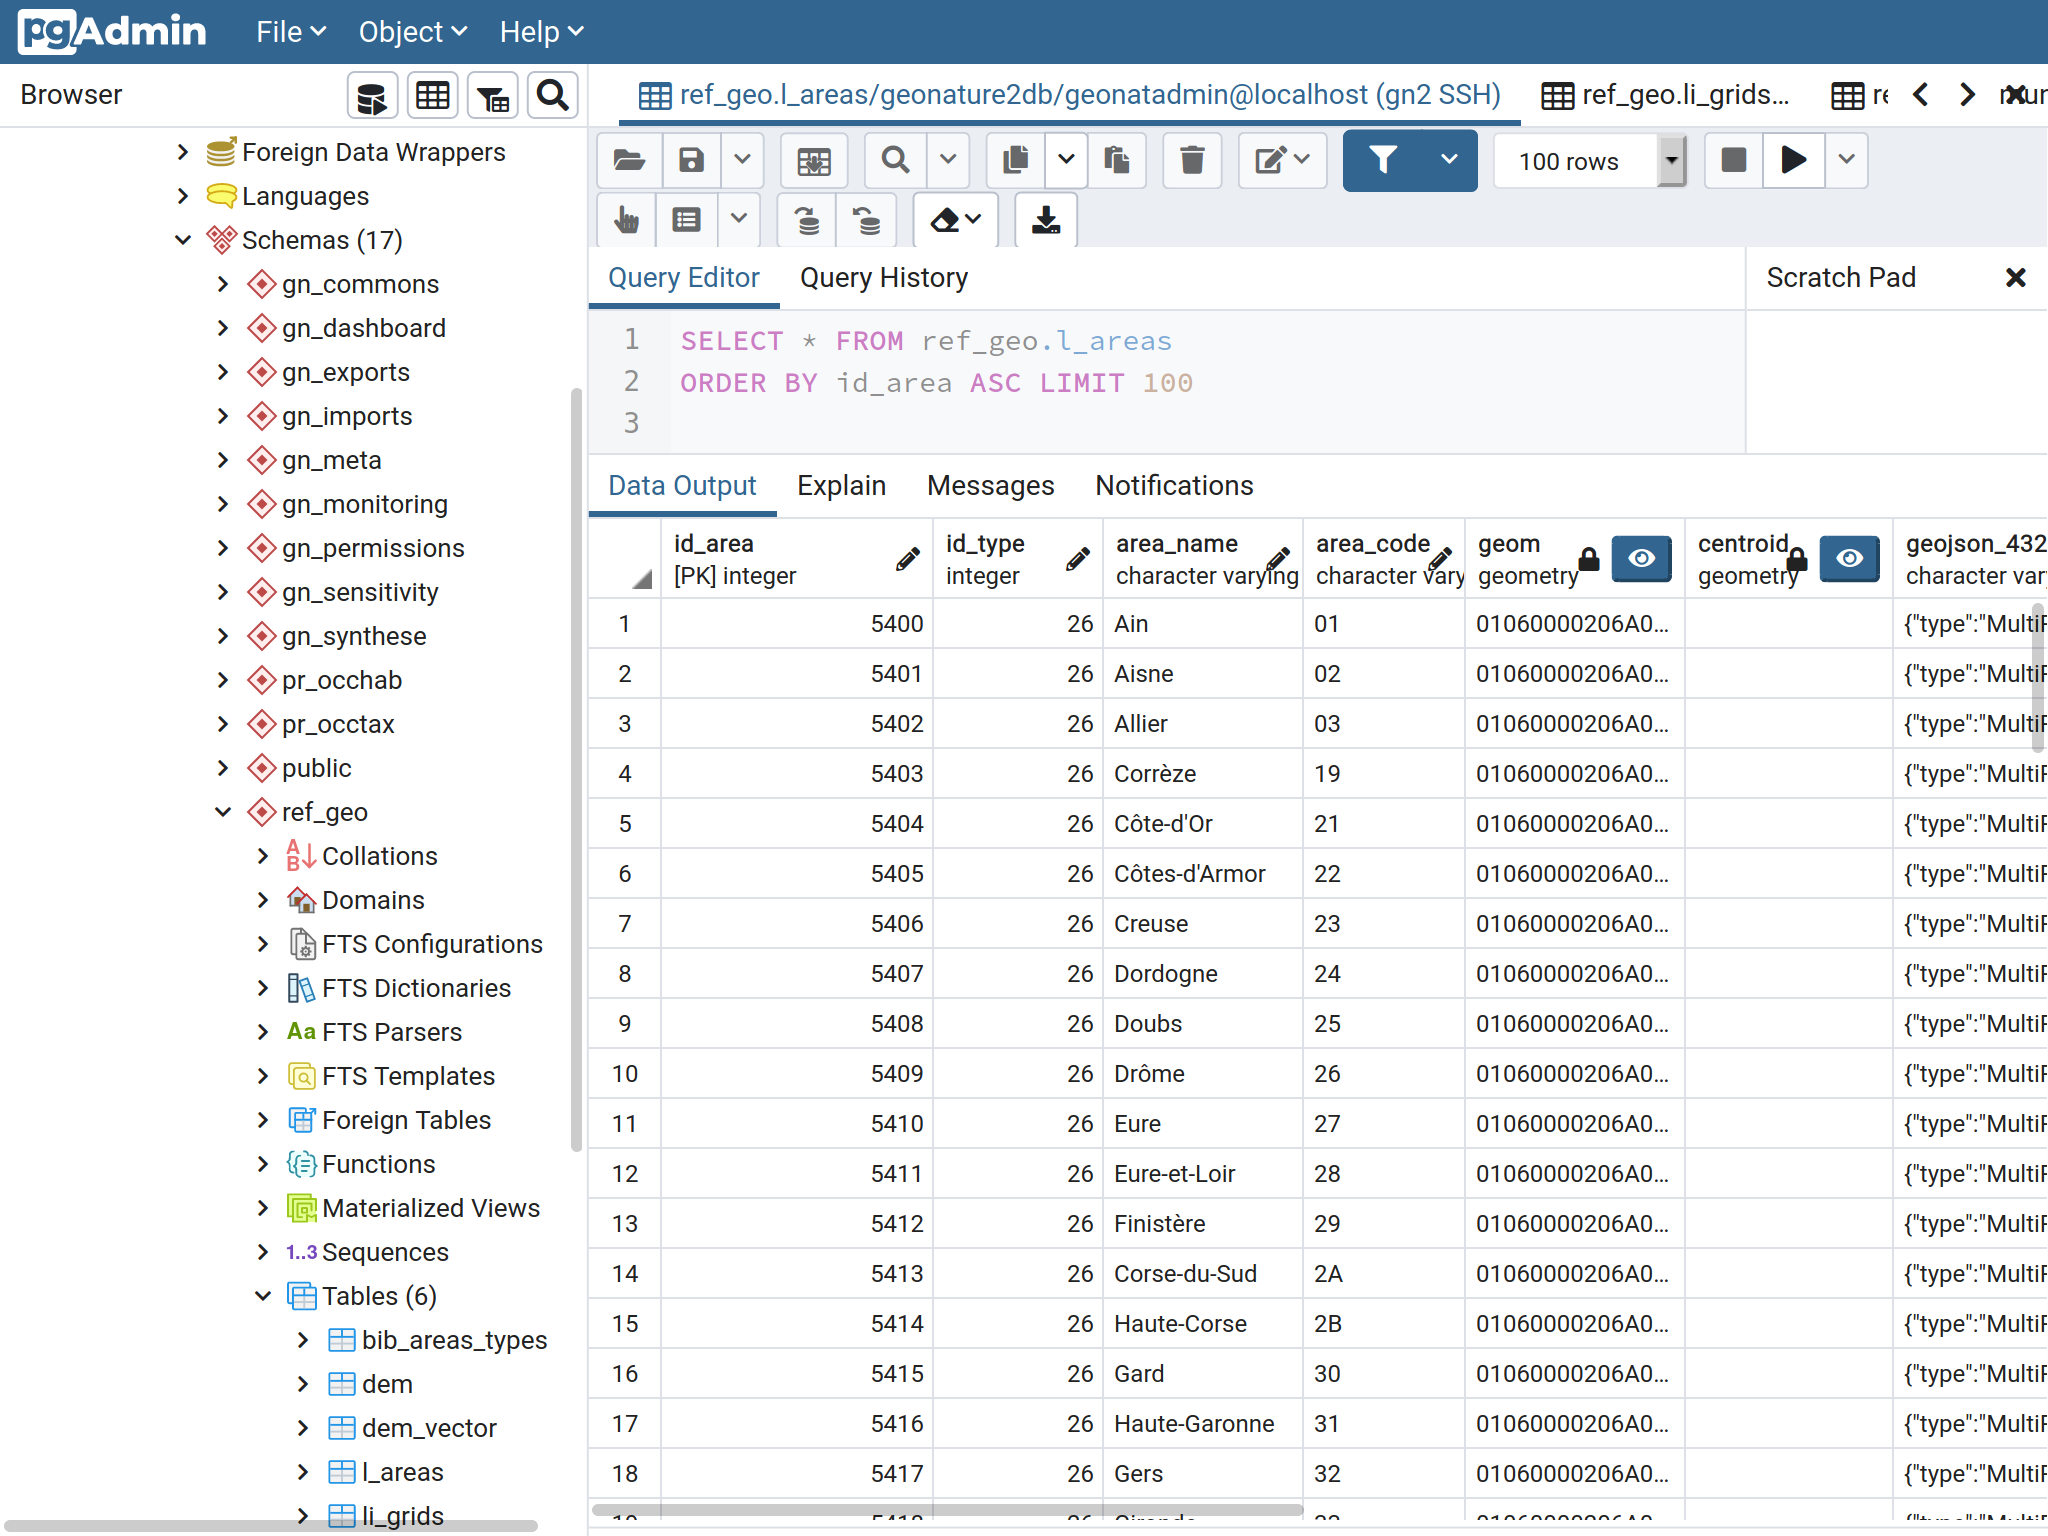 pgAdmin File Object Help
Browser
ref_geo.l_areas/geonature2db/geonatadmin@localhost (gn2 SSH) ref_geo.li_grids...
Foreign Data Wrappers
Languages
Schemas (17)
gn_commons
gn_dashboard
gn_exports
gn_imports
gn_meta
gn_monitoring
gn_permissions
gn_sensitivity
gn_synthese
pr_occhab
pr_occtax
public
ref_geo
Collations
Domains
FTS Configurations
FTS Dictionaries
Aa FTS Parsers
FTS Templates
Foreign Tables
Functions
Materialized Views
1..3 Sequences
Tables (6)
bib_areas_types
dem
dem_vector
l_areas
li_grids
100 rows
Query Editor Query History
Scratch Pad
1 SELECT * FROM ref_geo.l_areas
2 ORDER BY id_area ASC LIMIT 100
3
Data Output Explain Messages Notifications
id_area id_type area_name area_code geom centroid geojson_432
[PK] integer integer character varying character vary geometry geometry character var
1 5400 26 Ain 01 01060000206A0... {"type":"Multi
2 5401 26 Aisne 02 01060000206A0... {"type":"Multi
3 5402 26 Allier 03 01060000206A0... {"type":"Multi
4 5403 26 Corrèze 19 01060000206A0... {"type":"Multi
5 5404 26 Côte-d'Or 21 01060000206A0... {"type":"Multi
6 5405 26 Côtes-d'Armor 22 01060000206A0... {"type":"Multi
7 5406 26 Creuse 23 01060000206A0... {"type":"Multi
8 5407 26 Dordogne 24 01060000206A0... {"type":"Multi
9 5408 26 Doubs 25 01060000206A0... {"type":"Multi
10 5409 26 Drôme 26 01060000206A0... {"type":"Multi
11 5410 26 Eure 27 01060000206A0... {"type":"Multi
12 5411 26 Eure-et-Loir 28 01060000206A0... {"type":"Multi
13 5412 26 Finistère 29 01060000206A0... {"type":"Multi
14 5413 26 Corse-du-Sud 2A 01060000206A0... {"type":"Multi
15 5414 26 Haute-Corse 2B 01060000206A0... {"type":"Multi
16 5415 26 Gard 30 01060000206A0... {"type":"Multi
17 5416 26 Haute-Garonne 31 01060000206A0... {"type":"Multi
18 5417 26 Gers 32 01060000206A0... {"type":"Multi